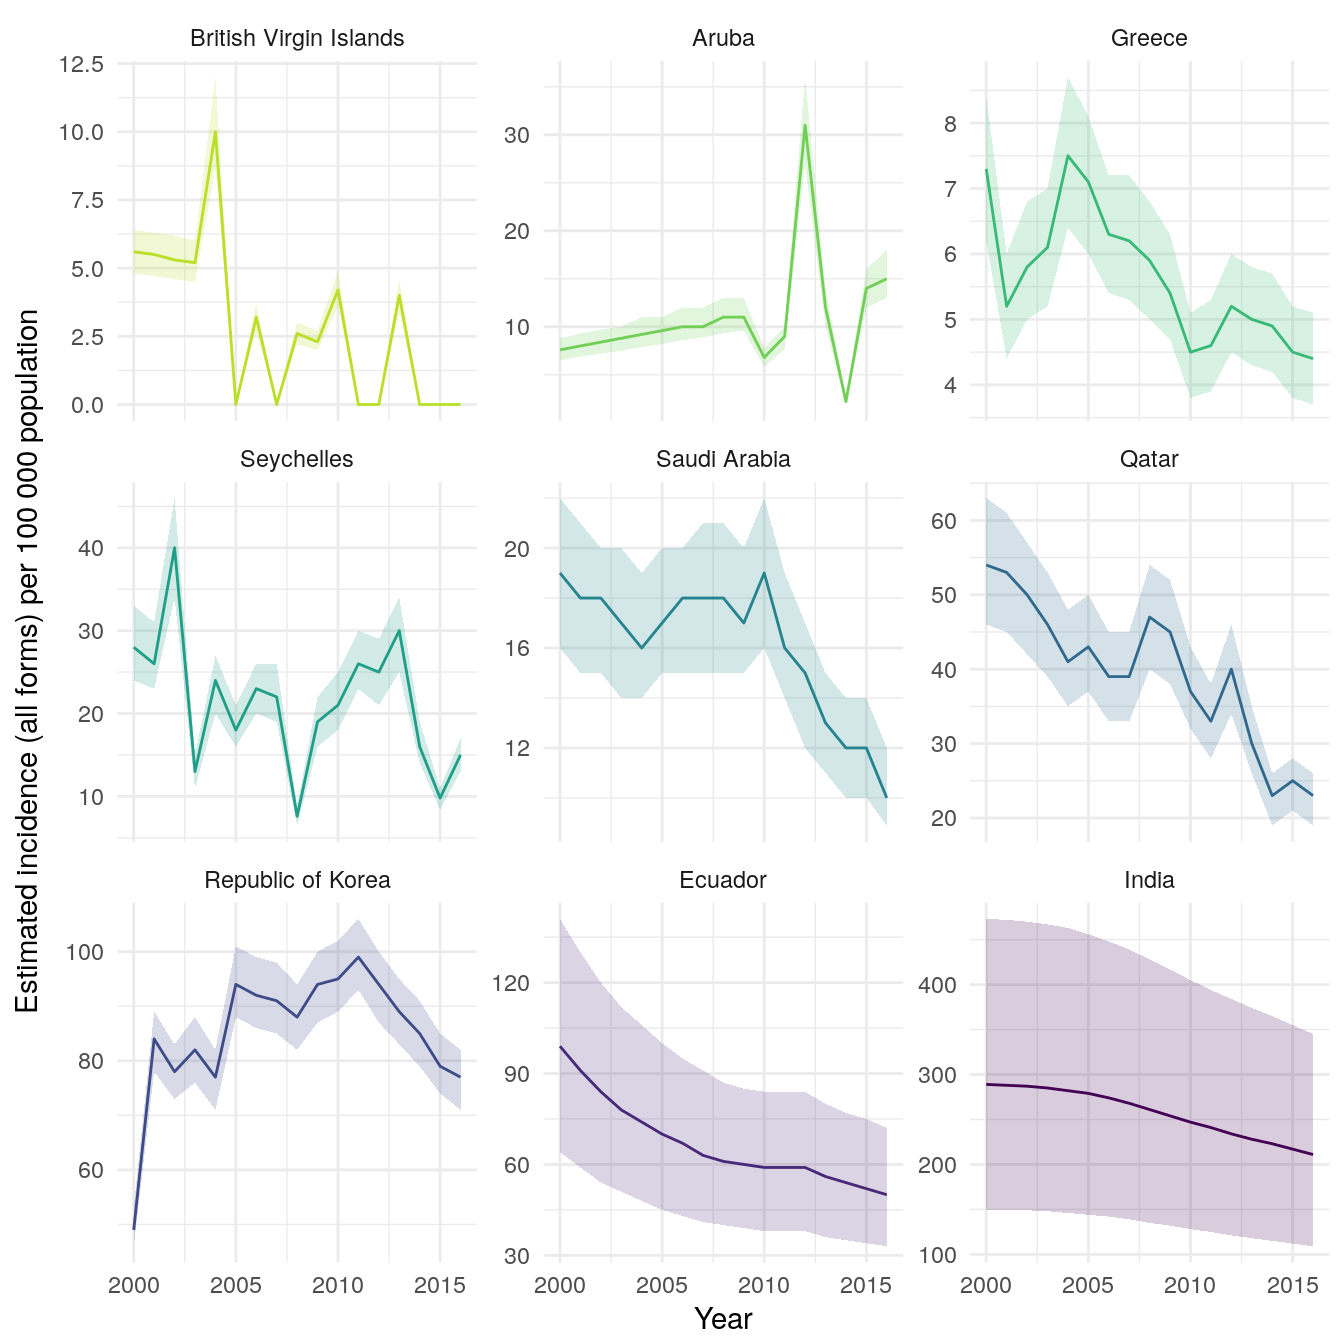 British Virgin Islands
Aruba
Greece
12.5
10.0
7.5
5.0
2.5
0.0
30
20
10
8
7
6
5
4
Seychelles
Saudi Arabia
Qatar
40
30
20
10
20
16
12
60
50
40
30
20
Republic of Korea
Ecuador
India
100
80
60
120
90
60
30
400
300
200
100
2000 2005 2010 2015
2000 2005 2010 2015
2000 2005 2010 2015
Year
Estimated incidence (all forms) per 100 000 population